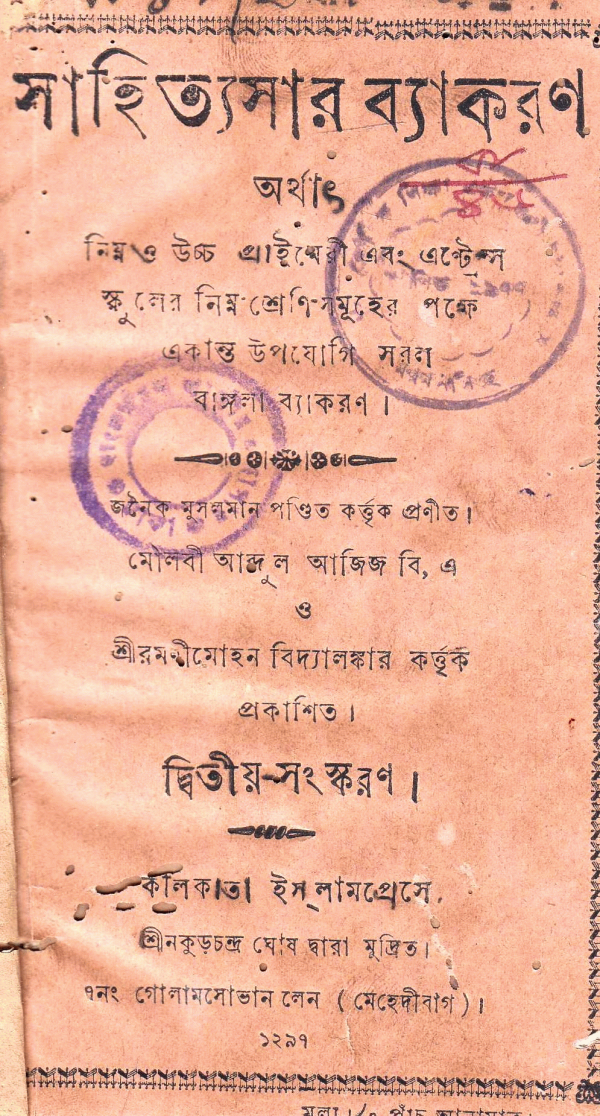 সাহিত্যসার ব্যাকরণ
অর্থাৎ
নিম্ন ও উচ্চ প্রাইমেরী এবং এণ্ট্রেন্স
স্কুলের নিম্ন-শ্রেণি-সমূহের পক্ষে
একান্ত উপযোগি সরল
বাঙ্গলা ব্যাকরণ।
জনৈক মুসলমান পণ্ডিত কর্ত্তৃক প্রণীত।
মৌলবী আব্দুল আজিজ বি, এ
ও
শ্রীরমণীমোহন বিদ্যালঙ্কার কর্ত্তৃক
প্রকাশিত।
দ্বিতীয়-সংস্করণ।
কলিকাতা ইস্লামপ্রেসে
শ্রীনকুড়চন্দ্র ঘোষ দ্বারা মুদ্রিত।
৭নং গোলামসোভান লেন (মেহেদীবাগ)।
১২৯৭